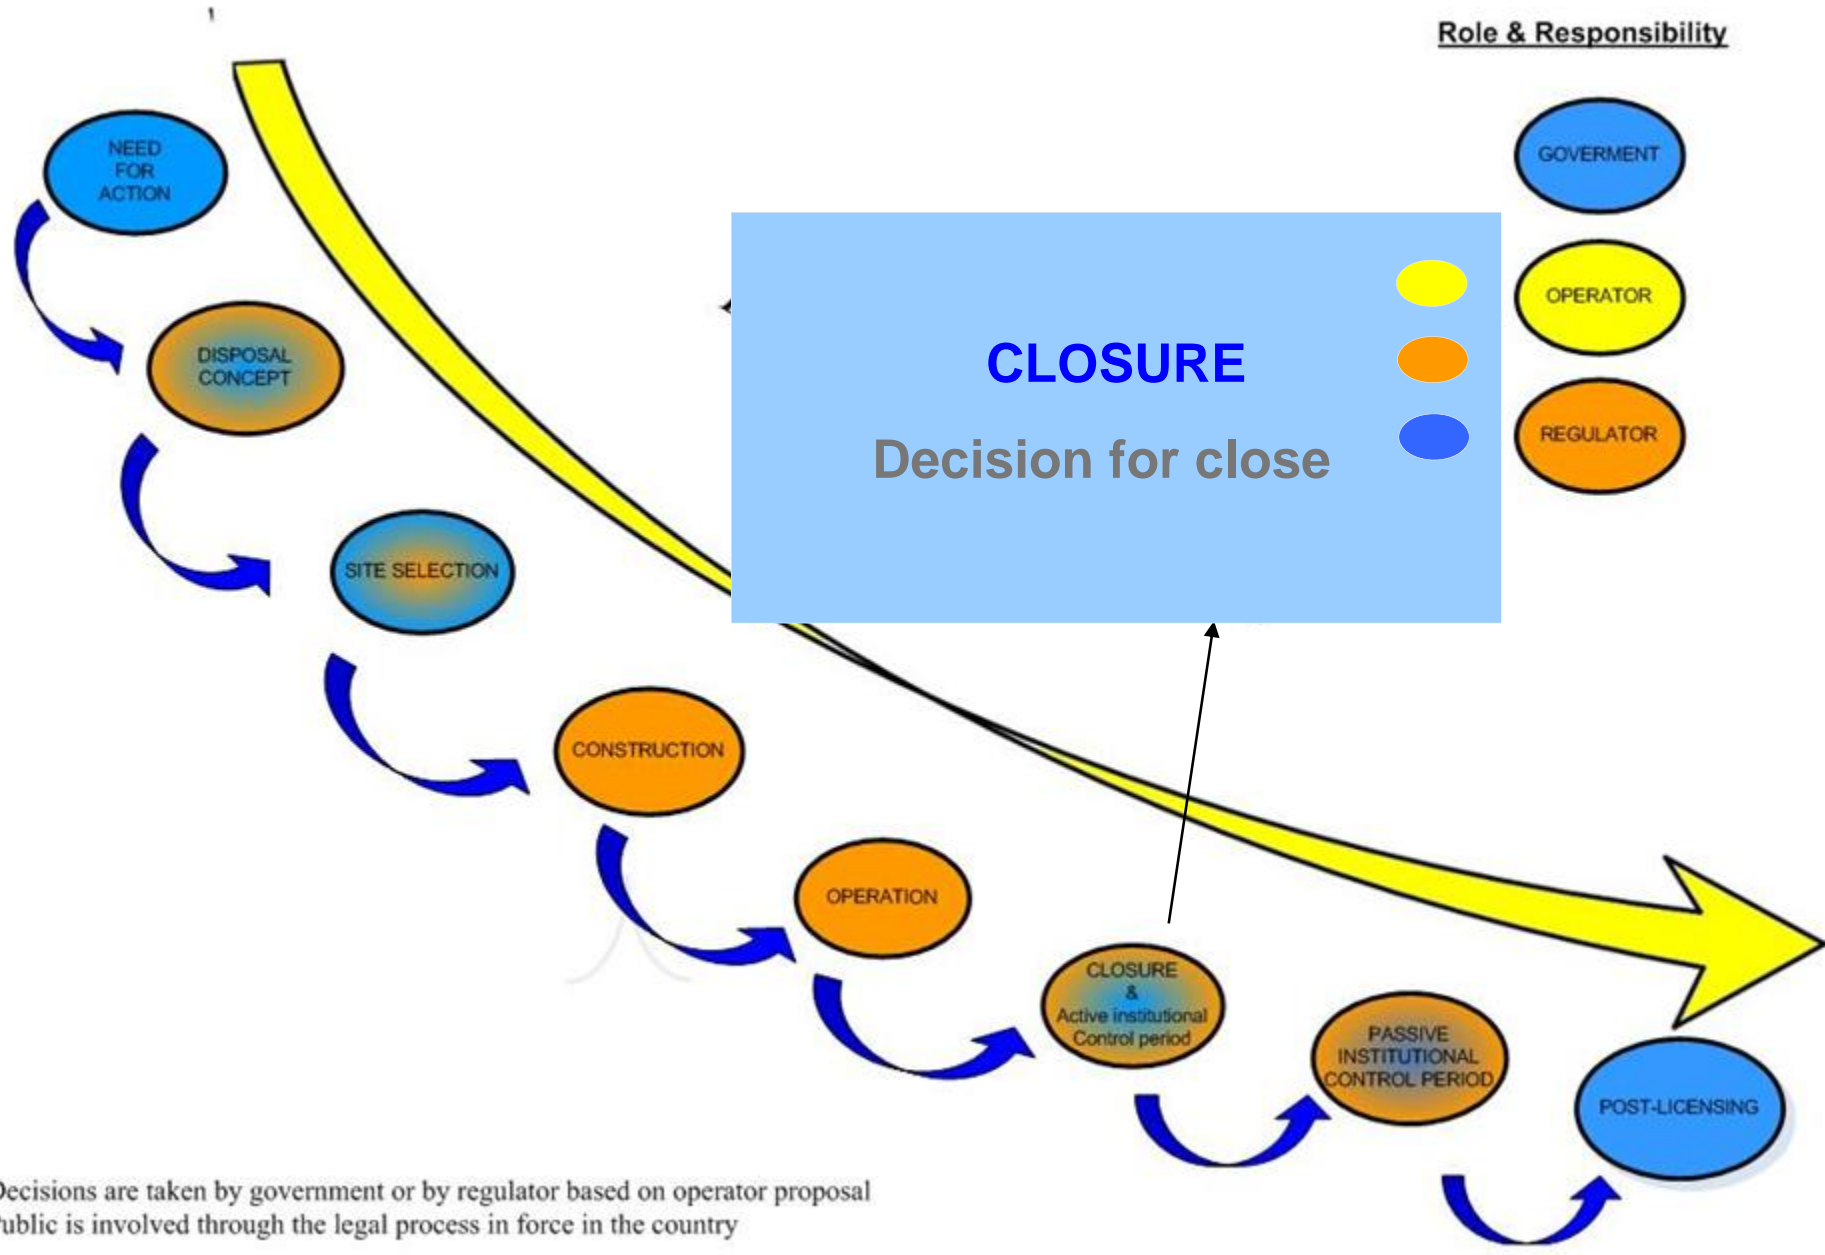 Role & Responsibility
NEED
FOR
ACTION
GOVERMENT
OPERATOR
CLOSURE
DISPOSAL
CONCEPT
REGULATOR
Decision for close
SITE SELECTION
CONSTRUCTION
OPERATION
CLOSURE
&
Active institutional
Control period
PASSIVE
INSTITUTIONAL
CONTROL PERIOD
POST-LICENSING
Decisions are taken by government or by regulator based on operator proposal
Public is involved through the legal process in force in the country